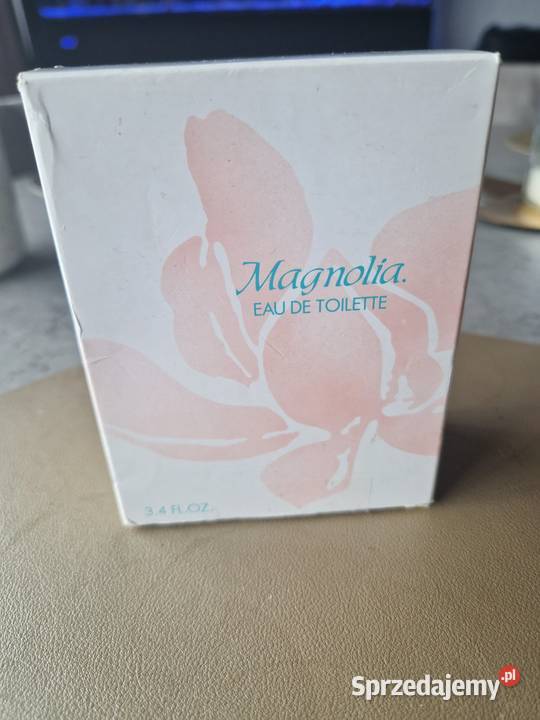 Magnolia.
EAU DE TOILETTE
3.4 FL.OZ.
Sprzedajemy.pl